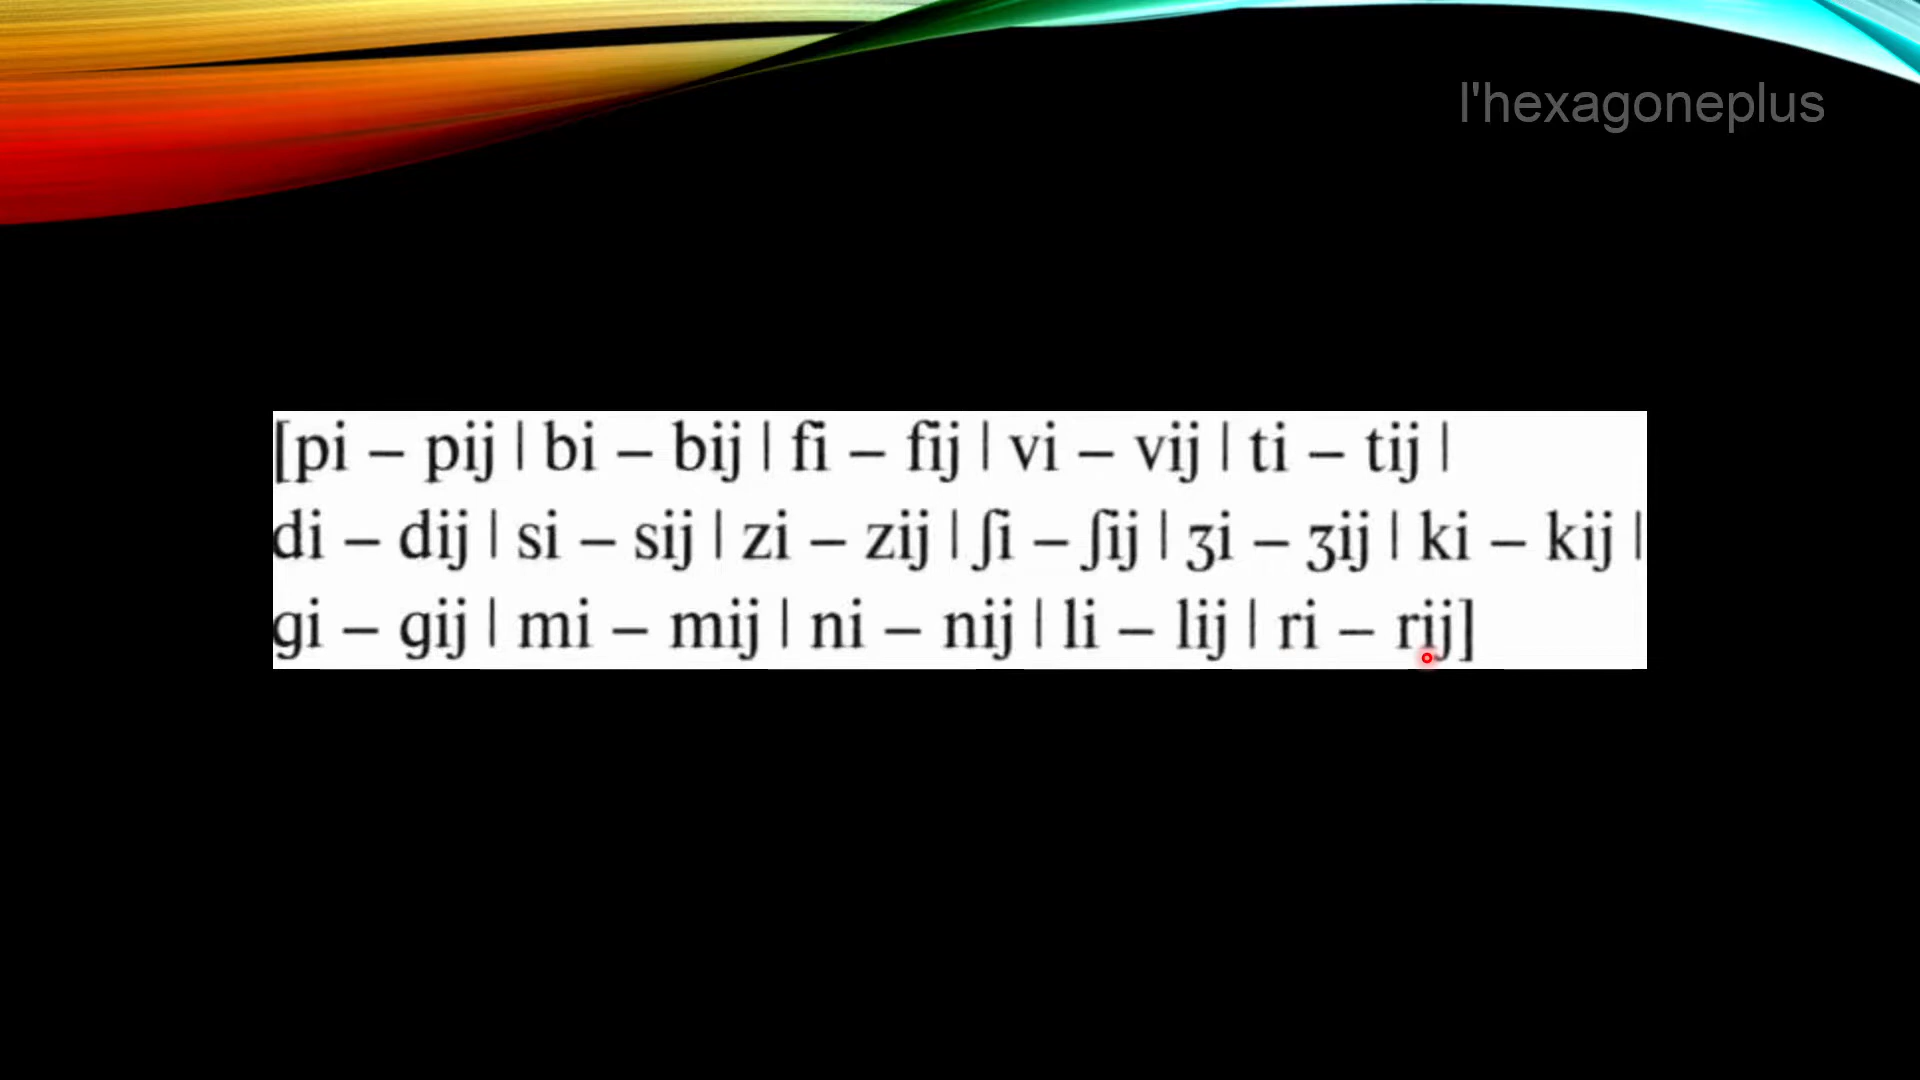 l'hexagoneplus
[pi – pij | bi – bij | fi – fij | vi – vij | ti – tij |
di – dij | si – sij | zi – zij | ʃi – ʃij | ʒi – ʒij | ki – kij |
gi – gij | mi – mij | ni – nij | li – lij | ri – rij]